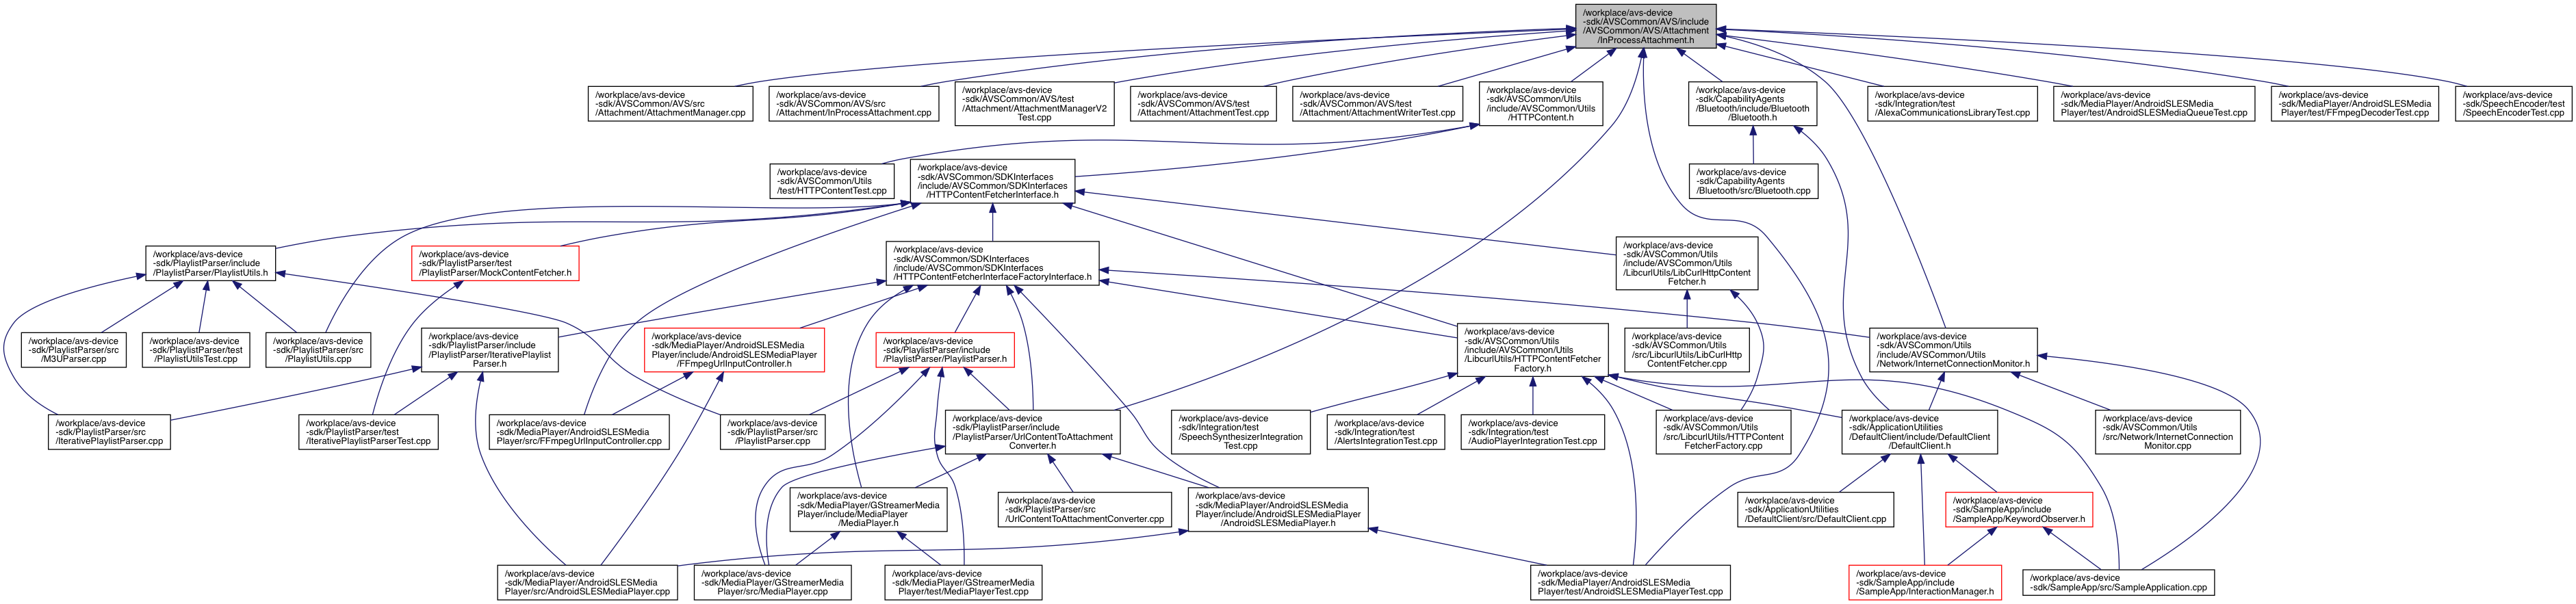 /workplace/avs-device
-sdk/AVSCommon/AVS/include
/AVSCommon/AVS/Attachment
/InProcessAttachment.h
/workplace/avs-device
-sdk/AVSCommon/AVS/src
/Attachment/AttachmentManager.cpp
/workplace/avs-device
-sdk/AVSCommon/AVS/src
/Attachment/InProcessAttachment.cpp
/workplace/avs-device
-sdk/AVSCommon/AVS/test
/Attachment/AttachmentManagerV2
Test.cpp
/workplace/avs-device
-sdk/AVSCommon/AVS/test
/Attachment/AttachmentTest.cpp
/workplace/avs-device
-sdk/AVSCommon/AVS/test
/Attachment/AttachmentWriterTest.cpp
/workplace/avs-device
-sdk/AVSCommon/Utils
/include/AVSCommon/Utils
/HTTPContent.h
/workplace/avs-device
-sdk/CapabilityAgents
/Bluetooth/include/Bluetooth
/Bluetooth.h
/workplace/avs-device
-sdk/Integration/test
/AlexaCommunicationsLibraryTest.cpp
/workplace/avs-device
-sdk/MediaPlayer/AndroidSLESMedia
Player/test/AndroidSLESMediaQueueTest.cpp
/workplace/avs-device
-sdk/MediaPlayer/AndroidSLESMedia
Player/test/FFmpegDecoderTest.cpp
/workplace/avs-device
-sdk/SpeechEncoder/test
/SpeechEncoderTest.cpp
/workplace/avs-device
-sdk/AVSCommon/Utils
/test/HTTPContentTest.cpp
/workplace/avs-device
-sdk/AVSCommon/SDKInterfaces
/include/AVSCommon/SDKInterfaces
/HTTPContentFetcherInterface.h
/workplace/avs-device
-sdk/CapabilityAgents
/Bluetooth/src/Bluetooth.cpp
/workplace/avs-device
-sdk/PlaylistParser/include
/PlaylistParser/PlaylistUtils.h
/workplace/avs-device
-sdk/PlaylistParser/test
/PlaylistParser/MockContentFetcher.h
/workplace/avs-device
-sdk/AVSCommon/SDKInterfaces
/include/AVSCommon/SDKInterfaces
/HTTPContentFetcherInterfaceFactoryInterface.h
/workplace/avs-device
-sdk/AVSCommon/Utils
/include/AVSCommon/Utils
/LibcurlUtils/LibCurlHttpContent
Fetcher.h
/workplace/avs-device
-sdk/PlaylistParser/src
/M3UParser.cpp
/workplace/avs-device
-sdk/PlaylistParser/test
/PlaylistUtilsTest.cpp
/workplace/avs-device
-sdk/PlaylistParser/src
/PlaylistUtils.cpp
/workplace/avs-device
-sdk/PlaylistParser/include
/PlaylistParser/IterativePlaylist
Parser.h
/workplace/avs-device
-sdk/MediaPlayer/AndroidSLESMedia
Player/include/AndroidSLESMediaPlayer
/FFmpegUrlInputController.h
/workplace/avs-device
-sdk/PlaylistParser/include
/PlaylistParser/PlaylistParser.h
/workplace/avs-device
-sdk/AVSCommon/Utils
/include/AVSCommon/Utils
/LibcurlUtils/HTTPContentFetcher
Factory.h
/workplace/avs-device
-sdk/AVSCommon/Utils
/src/LibcurlUtils/LibCurlHttp
ContentFetcher.cpp
/workplace/avs-device
-sdk/AVSCommon/Utils
/include/AVSCommon/Utils
/Network/InternetConnectionMonitor.h
/workplace/avs-device
-sdk/PlaylistParser/src
/IterativePlaylistParser.cpp
/workplace/avs-device
-sdk/PlaylistParser/test
/IterativePlaylistParserTest.cpp
/workplace/avs-device
-sdk/MediaPlayer/AndroidSLESMedia
Player/src/FFmpegUrlInputController.cpp
/workplace/avs-device
-sdk/PlaylistParser/src
/PlaylistParser.cpp
/workplace/avs-device
-sdk/PlaylistParser/include
/PlaylistParser/UrlContentToAttachment
Converter.h
/workplace/avs-device
-sdk/Integration/test
/SpeechSynthesizerIntegration
Test.cpp
/workplace/avs-device
-sdk/Integration/test
/AlertsIntegrationTest.cpp
/workplace/avs-device
-sdk/Integration/test
/AudioPlayerIntegrationTest.cpp
/workplace/avs-device
-sdk/AVSCommon/Utils
/src/LibcurlUtils/HTTPContent
FetcherFactory.cpp
/workplace/avs-device
-sdk/ApplicationUtilities
/DefaultClient/include/DefaultClient
/DefaultClient.h
/workplace/avs-device
-sdk/AVSCommon/Utils
/src/Network/InternetConnection
Monitor.cpp
/workplace/avs-device
-sdk/MediaPlayer/GStreamerMedia
Player/include/MediaPlayer
/MediaPlayer.h
/workplace/avs-device
-sdk/PlaylistParser/src
/UrlContentToAttachmentConverter.cpp
/workplace/avs-device
-sdk/MediaPlayer/AndroidSLESMedia
Player/include/AndroidSLESMediaPlayer
/AndroidSLESMediaPlayer.h
/workplace/avs-device
-sdk/ApplicationUtilities
/DefaultClient/src/DefaultClient.cpp
/workplace/avs-device
-sdk/SampleApp/include
/SampleApp/KeywordObserver.h
/workplace/avs-device
-sdk/MediaPlayer/AndroidSLESMedia
Player/src/AndroidSLESMediaPlayer.cpp
/workplace/avs-device
-sdk/MediaPlayer/GStreamerMedia
Player/src/MediaPlayer.cpp
/workplace/avs-device
-sdk/MediaPlayer/GStreamerMedia
Player/test/MediaPlayerTest.cpp
/workplace/avs-device
-sdk/MediaPlayer/AndroidSLESMedia
Player/test/AndroidSLESMediaPlayerTest.cpp
/workplace/avs-device
-sdk/SampleApp/include
/SampleApp/InteractionManager.h
/workplace/avs-device
-sdk/SampleApp/src/SampleApplication.cpp